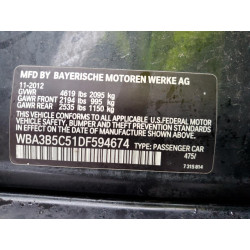 MFD. BY BAYERISCHE MOTOREN WERKE AG
11-2012
GVWR 4619 lbs 2095 kg
GAWR FRONT 2194 lbs 995 kg
GAWR REAR 2535 lbs 1150 kg
THIS VEHICLE CONFORMS TO ALL APPLICABLE
FEDERAL MOTOR VEHICLE SAFETY, BUMPER,
AND THEFT PREVENTION STANDARDS IN
EFFECT ON THE DATE OF MANUFACTURE
SHOWN ABOVE.
WBA3B5C51DF594674 TYPE: PASSENGER CAR
475/
7 315 814